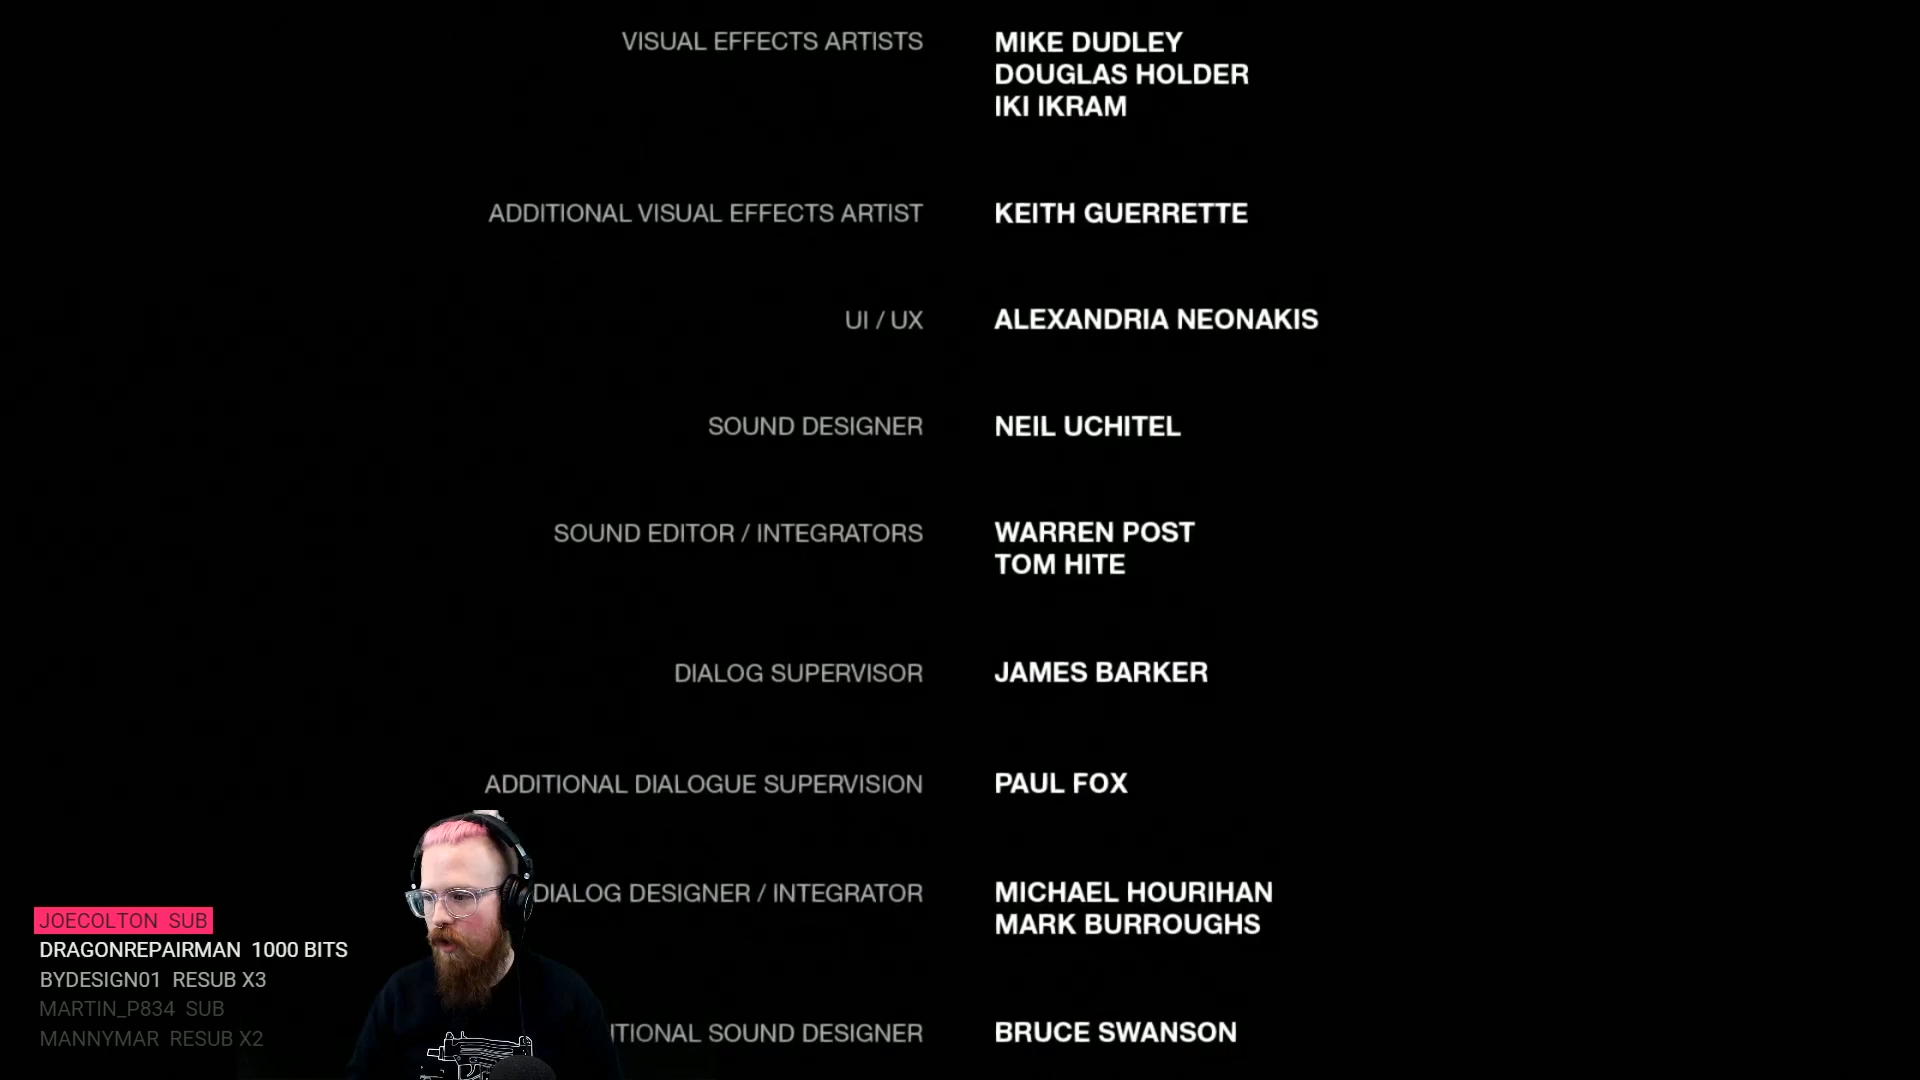 VISUAL EFFECTS ARTISTS MIKE DUDLEY
DOUGLAS HOLDER
IKI IKRAM
ADDITIONAL VISUAL EFFECTS ARTIST KEITH GUERRETTE
UI / UX ALEXANDRIA NEONAKIS
SOUND DESIGNER NEIL UCHITEL
SOUND EDITOR / INTEGRATORS WARREN POST
TOM HITE
DIALOG SUPERVISOR JAMES BARKER
ADDITIONAL DIALOGUE SUPERVISION PAUL FOX
DIALOG DESIGNER / INTEGRATOR MICHAEL HOURIHAN
MARK BURROUGHS
ITIONAL SOUND DESIGNER BRUCE SWANSON
JOECOLTON SUB
DRAGONREPAIRMAN 1000 BITS
BYDESIGN01 RESUB X3
MARTIN_P834 SUB
MANNYMAR RESUB X2